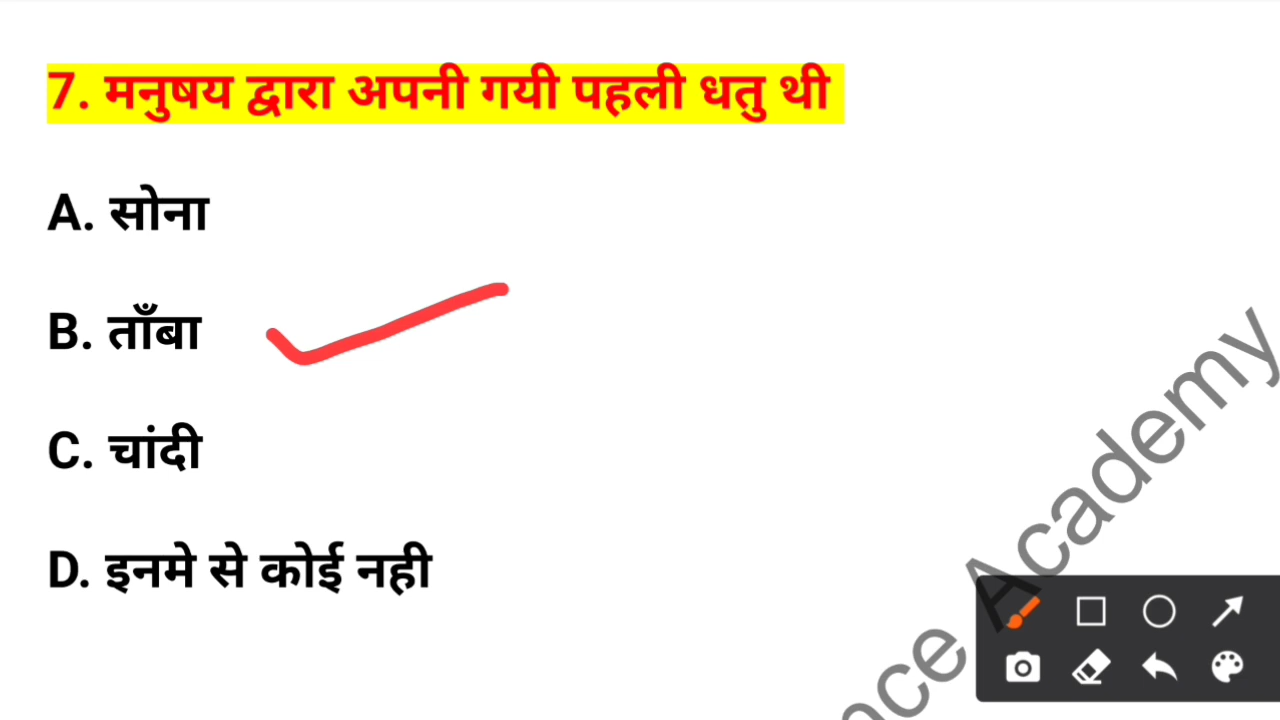 7. मनुषय द्वारा अपनी गयी पहली धतु थी
A. सोना
B. ताँबा
C. चांदी
D. इनमे से कोई नही
nce Academy